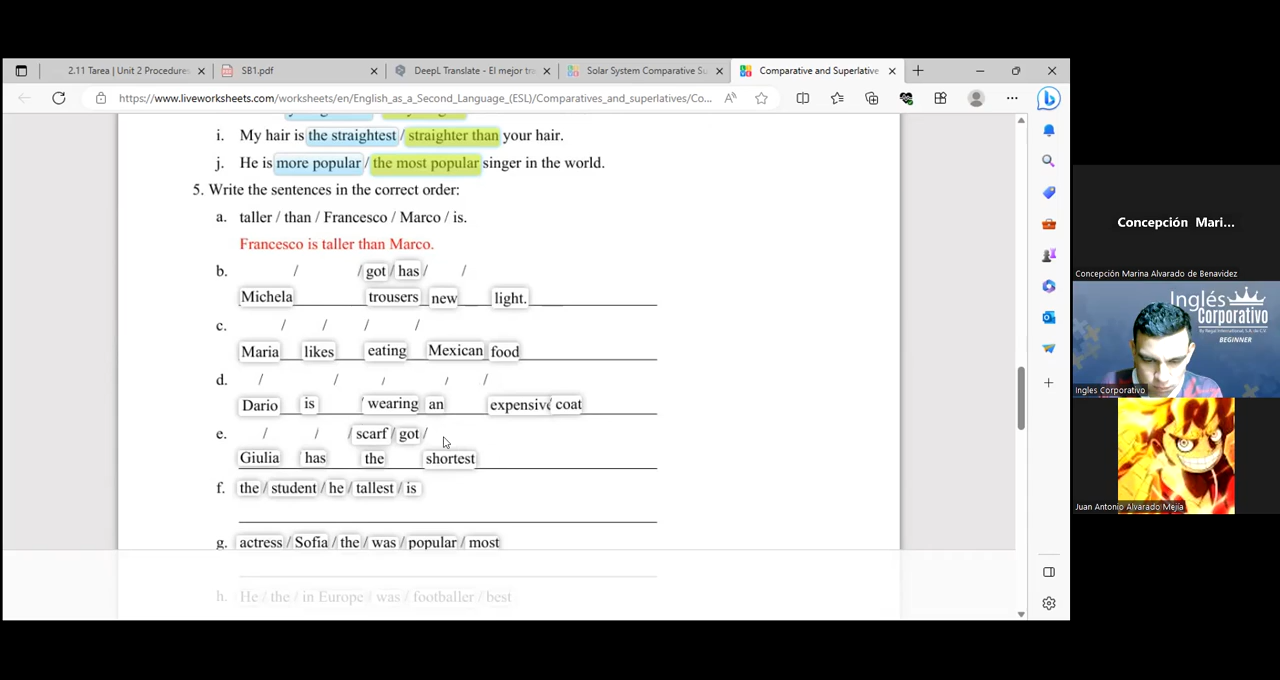 2.11 Tarea | Unit 2 Procedures
SB1.pdf
DeepL Translate - El mejor tra
Solar System Comparative Su
Comparative and Superlative
https://www.liveworksheets.com/worksheets/en/English_as_a_Second_Language_(ESL)/Comparatives_and_superlatives/Co...
i. My hair is the straightest / straighter than your hair.
j. He is more popular / the most popular singer in the world.
5. Write the sentences in the correct order:
a. taller / than / Francesco / Marco / is.
Francesco is taller than Marco.
b. / / got / has / /
Michela trousers new light.
c. / / / /
Maria likes eating Mexican food
d. / / / / /
Dario is wearing an expensive coat
e. / / / scarf / got /
Giulia has the shortest
f. the / student / he / tallest / is
g. actress / Sofia / the / was / popular / most
h. He / the / in Europe / was / footballer / best
Concepción Mari...
Concepción Marina Alvarado de Benavidez
Inglés
Corporativo
By Regal International, S.A. de C.V.
BEGINNER
Ingles Corporativo
Juan Antonio Alvarado Mejia